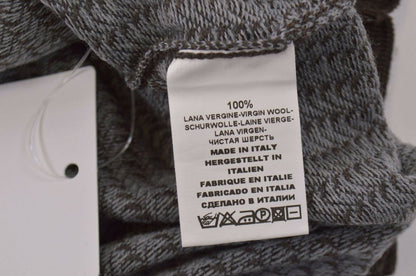 100%
LANA VERGINE-VIRGIN WOOL-
SCHURWOLLE-LAINE VIERGE-
LANA VIRGEN-
ЧИСТАЯ ШЕРСТЬ
MADE IN ITALY
HERGESTELLT IN
ITALIEN
FABRIQUE EN ITALIE
FABRICADO EN ITALIA
СДЕЛАНО В ИТАЛИИ